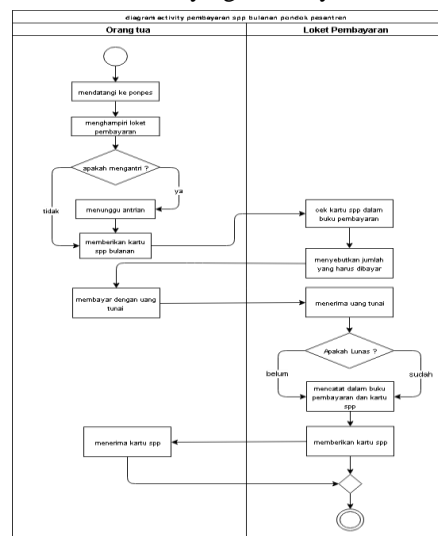 diagram activity pembayaran spp bulanan pondok pesantren
Orang tua
Loket Pembayaran
mendatangi ke ponpes
menghampiri loket
pembayaran
apakah mengantri ?
ya
tidak
menunggu antrian
memberikan kartu
spp bulanan
cek kartu spp dalam
buku pembayaran
menyebutkan jumlah
yang harus dibayar
membayar dengan uang
tunai
menerima uang tunai
Apakah Lunas ?
belum
sudah
mencatat dalam buku
pembayaran dan kartu
spp
memberikan kartu spp
menerima kartu spp